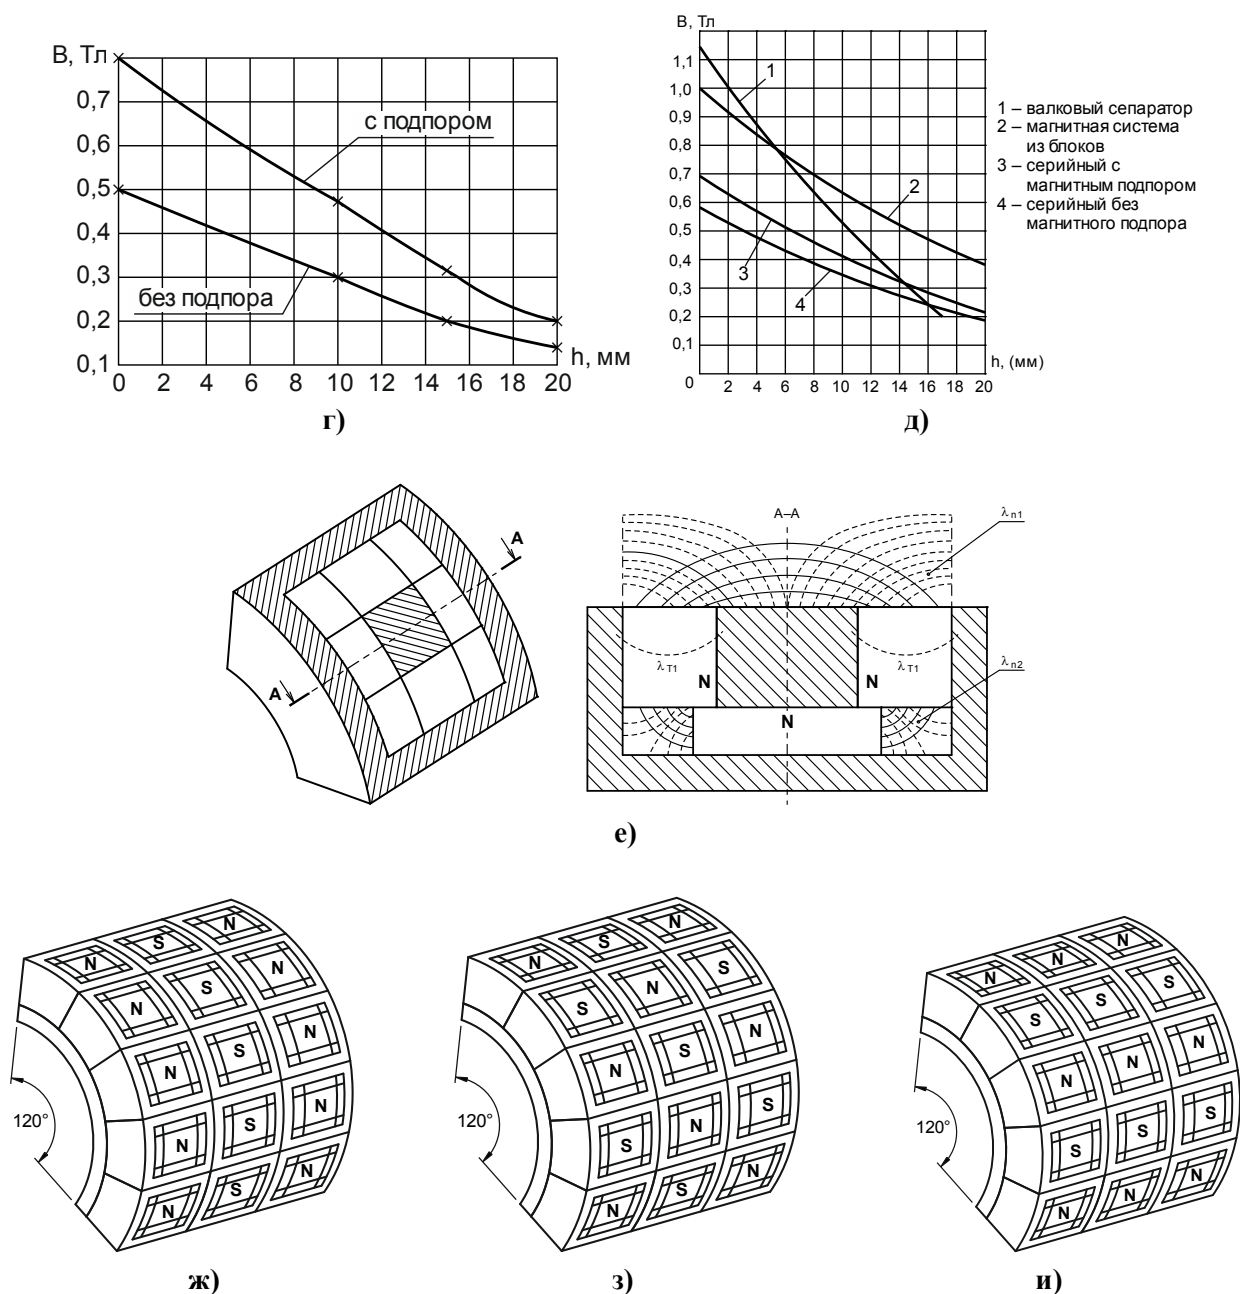 В, Тл
0,7
0,6
0,5
0,4
0,3
0,2
0,1
с подпором
без подпора
h, мм
0 2 4 6 8 10 12 14 16 18 20
г)
В, Тл
1,1
1,0
0,9
0,8
0,7
0,6
0,5
0,4
0,3
0,2
0,1
1
2
3
4
h, (мм)
0 2 4 6 8 10 12 14 16 18 20
1 – валковый сепаратор
2 – магнитная система
из блоков
3 – серийный с
магнитным подпором
4 – серийный без
магнитного подпора
д)
А
А
А–А
λ п1
λ Т1
λ Т1
λ п2
N
N
N
е)
N S N
N S N
N S N
N S N
N S N
120°
ж)
N S N
S N S
N S N
S N S
N S N
120°
з)
N N N
S S S
N N N
S S S
N N N
120°
и)